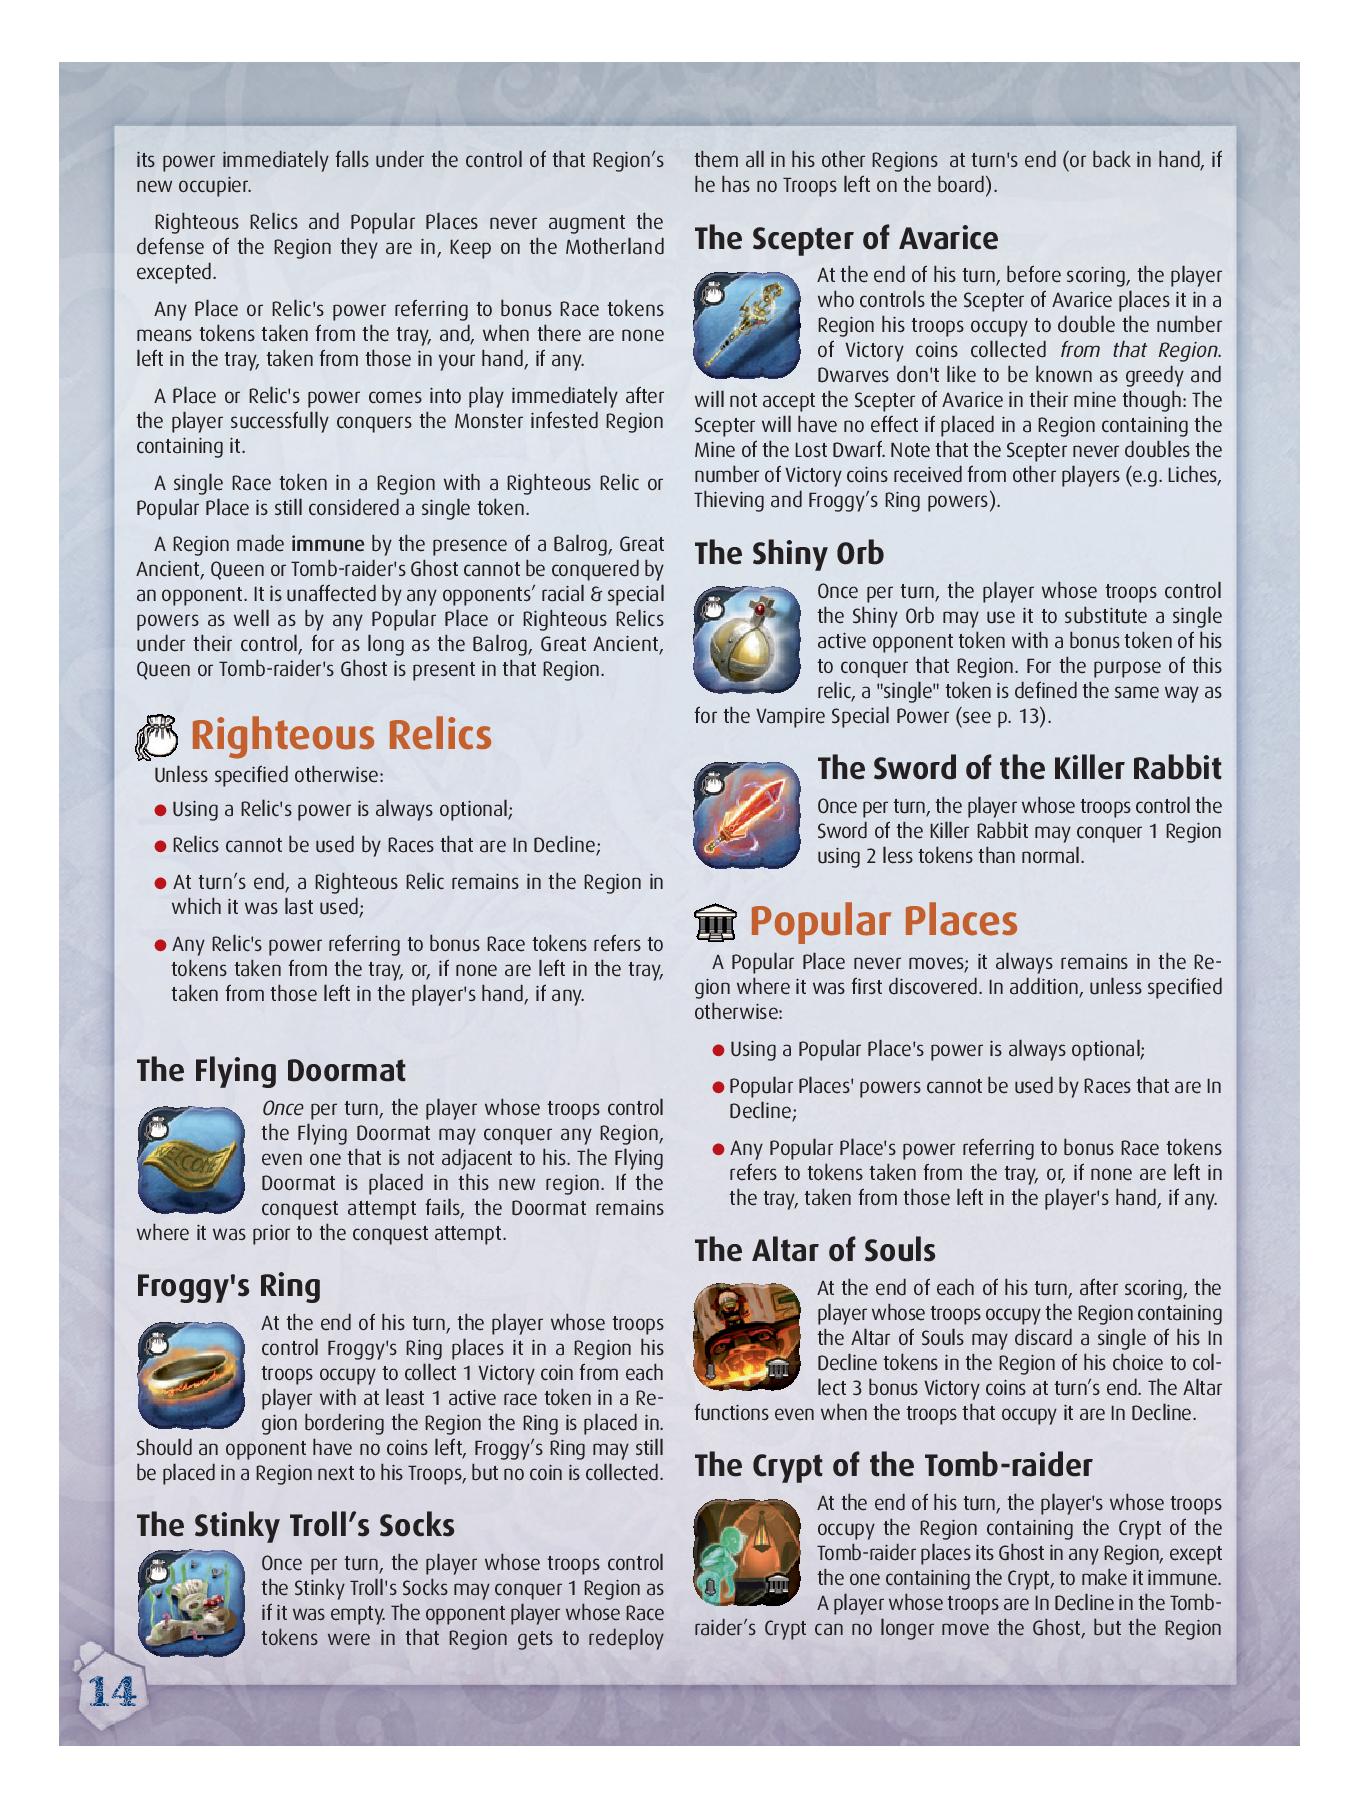 its power immediately falls under the control of that Region’s
new occupier.
Righteous Relics and Popular Places never augment the
defense of the Region they are in, Keep on the Motherland
excepted.
Any Place or Relic's power referring to bonus Race tokens
means tokens taken from the tray, and, when there are none
left in the tray, taken from those in your hand, if any.
A Place or Relic's power comes into play immediately after
the player successfully conquers the Monster infested Region
containing it.
A single Race token in a Region with a Righteous Relic or
Popular Place is still considered a single token.
A Region made immune by the presence of a Balrog, Great
Ancient, Queen or Tomb-raider's Ghost cannot be conquered by
an opponent. It is unaffected by any opponents’ racial & special
powers as well as by any Popular Place or Righteous Relics
under their control, for as long as the Balrog, Great Ancient,
Queen or Tomb-raider's Ghost is present in that Region.
Righteous Relics
Unless specified otherwise:
● Using a Relic's power is always optional;
● Relics cannot be used by Races that are In Decline;
● At turn’s end, a Righteous Relic remains in the Region in
which it was last used;
● Any Relic's power referring to bonus Race tokens refers to
tokens taken from the tray, or, if none are left in the tray,
taken from those left in the player's hand, if any.
The Flying Doormat
WELCOME
Once per turn, the player whose troops control
the Flying Doormat may conquer any Region,
even one that is not adjacent to his. The Flying
Doormat is placed in this new region. If the
conquest attempt fails, the Doormat remains
where it was prior to the conquest attempt.
Froggy's Ring
At the end of his turn, the player whose troops
control Froggy's Ring places it in a Region his
troops occupy to collect 1 Victory coin from each
player with at least 1 active race token in a Re-
gion bordering the Region the Ring is placed in.
Should an opponent have no coins left, Froggy’s Ring may still
be placed in a Region next to his Troops, but no coin is collected.
The Stinky Troll’s Socks
Once per turn, the player whose troops control
the Stinky Troll's Socks may conquer 1 Region as
if it was empty. The opponent player whose Race
tokens were in that Region gets to redeploy
14
them all in his other Regions at turn's end (or back in hand, if
he has no Troops left on the board).
The Scepter of Avarice
At the end of his turn, before scoring, the player
who controls the Scepter of Avarice places it in a
Region his troops occupy to double the number
of Victory coins collected from that Region.
Dwarves don't like to be known as greedy and
will not accept the Scepter of Avarice in their mine though: The
Scepter will have no effect if placed in a Region containing the
Mine of the Lost Dwarf. Note that the Scepter never doubles the
number of Victory coins received from other players (e.g. Liches,
Thieving and Froggy’s Ring powers).
The Shiny Orb
Once per turn, the player whose troops control
the Shiny Orb may use it to substitute a single
active opponent token with a bonus token of his
to conquer that Region. For the purpose of this
relic, a "single" token is defined the same way as
for the Vampire Special Power (see p. 13).
The Sword of the Killer Rabbit
Once per turn, the player whose troops control the
Sword of the Killer Rabbit may conquer 1 Region
using 2 less tokens than normal.
Popular Places
A Popular Place never moves; it always remains in the Re-
gion where it was first discovered. In addition, unless specified
otherwise:
● Using a Popular Place's power is always optional;
● Popular Places' powers cannot be used by Races that are In
Decline;
● Any Popular Place's power referring to bonus Race tokens
refers to tokens taken from the tray, or, if none are left in
the tray, taken from those left in the player's hand, if any.
The Altar of Souls
At the end of each of his turn, after scoring, the
player whose troops occupy the Region containing
the Altar of Souls may discard a single of his In
Decline tokens in the Region of his choice to col-
lect 3 bonus Victory coins at turn’s end. The Altar
functions even when the troops that occupy it are In Decline.
The Crypt of the Tomb-raider
At the end of his turn, the player's whose troops
occupy the Region containing the Crypt of the
Tomb-raider places its Ghost in any Region, except
the one containing the Crypt, to make it immune.
A player whose troops are In Decline in the Tomb-
raider’s Crypt can no longer move the Ghost, but the Region